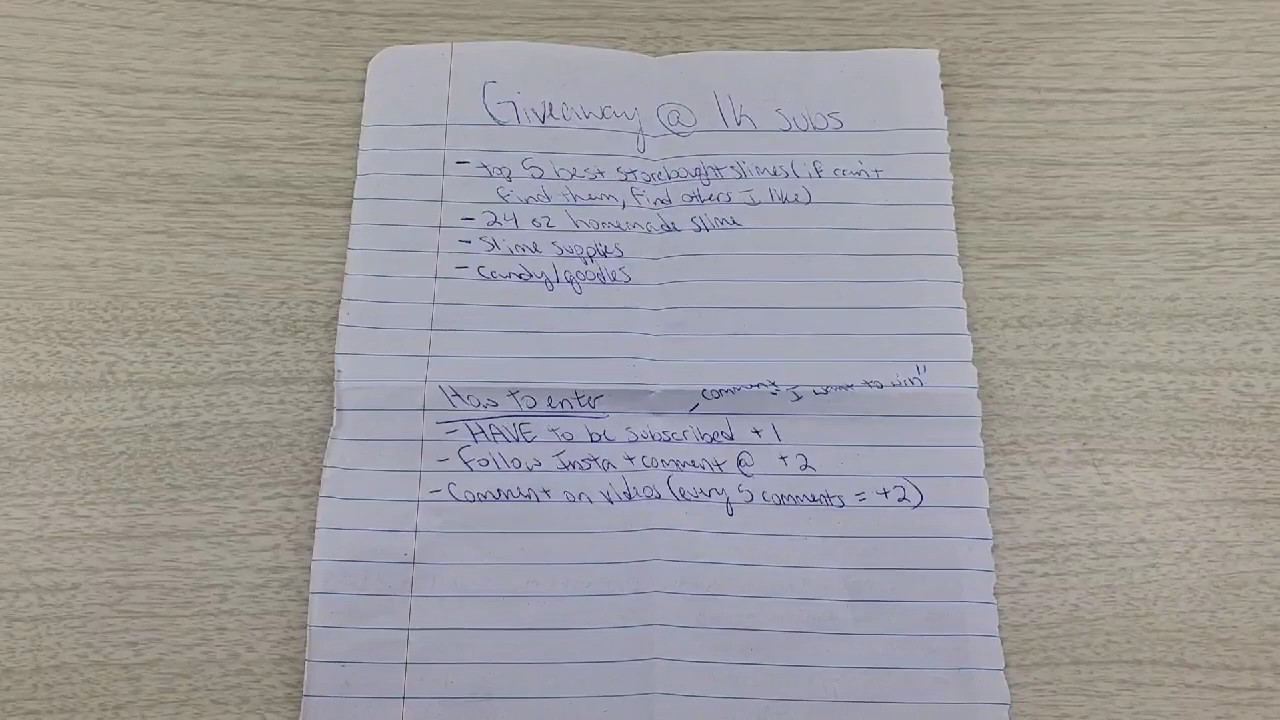 Giveaway @ 1k subs
- top 5 best storebought slimes (if can't
find them, find others I like)
- 24 oz homemade slime
- slime supplies
- candy/goodies
How to enter
comment "I want to win"
- HAVE to be subscribed +1
- Follow Insta + comment @ +2
- Comment on videos (every 5 comments = +2)